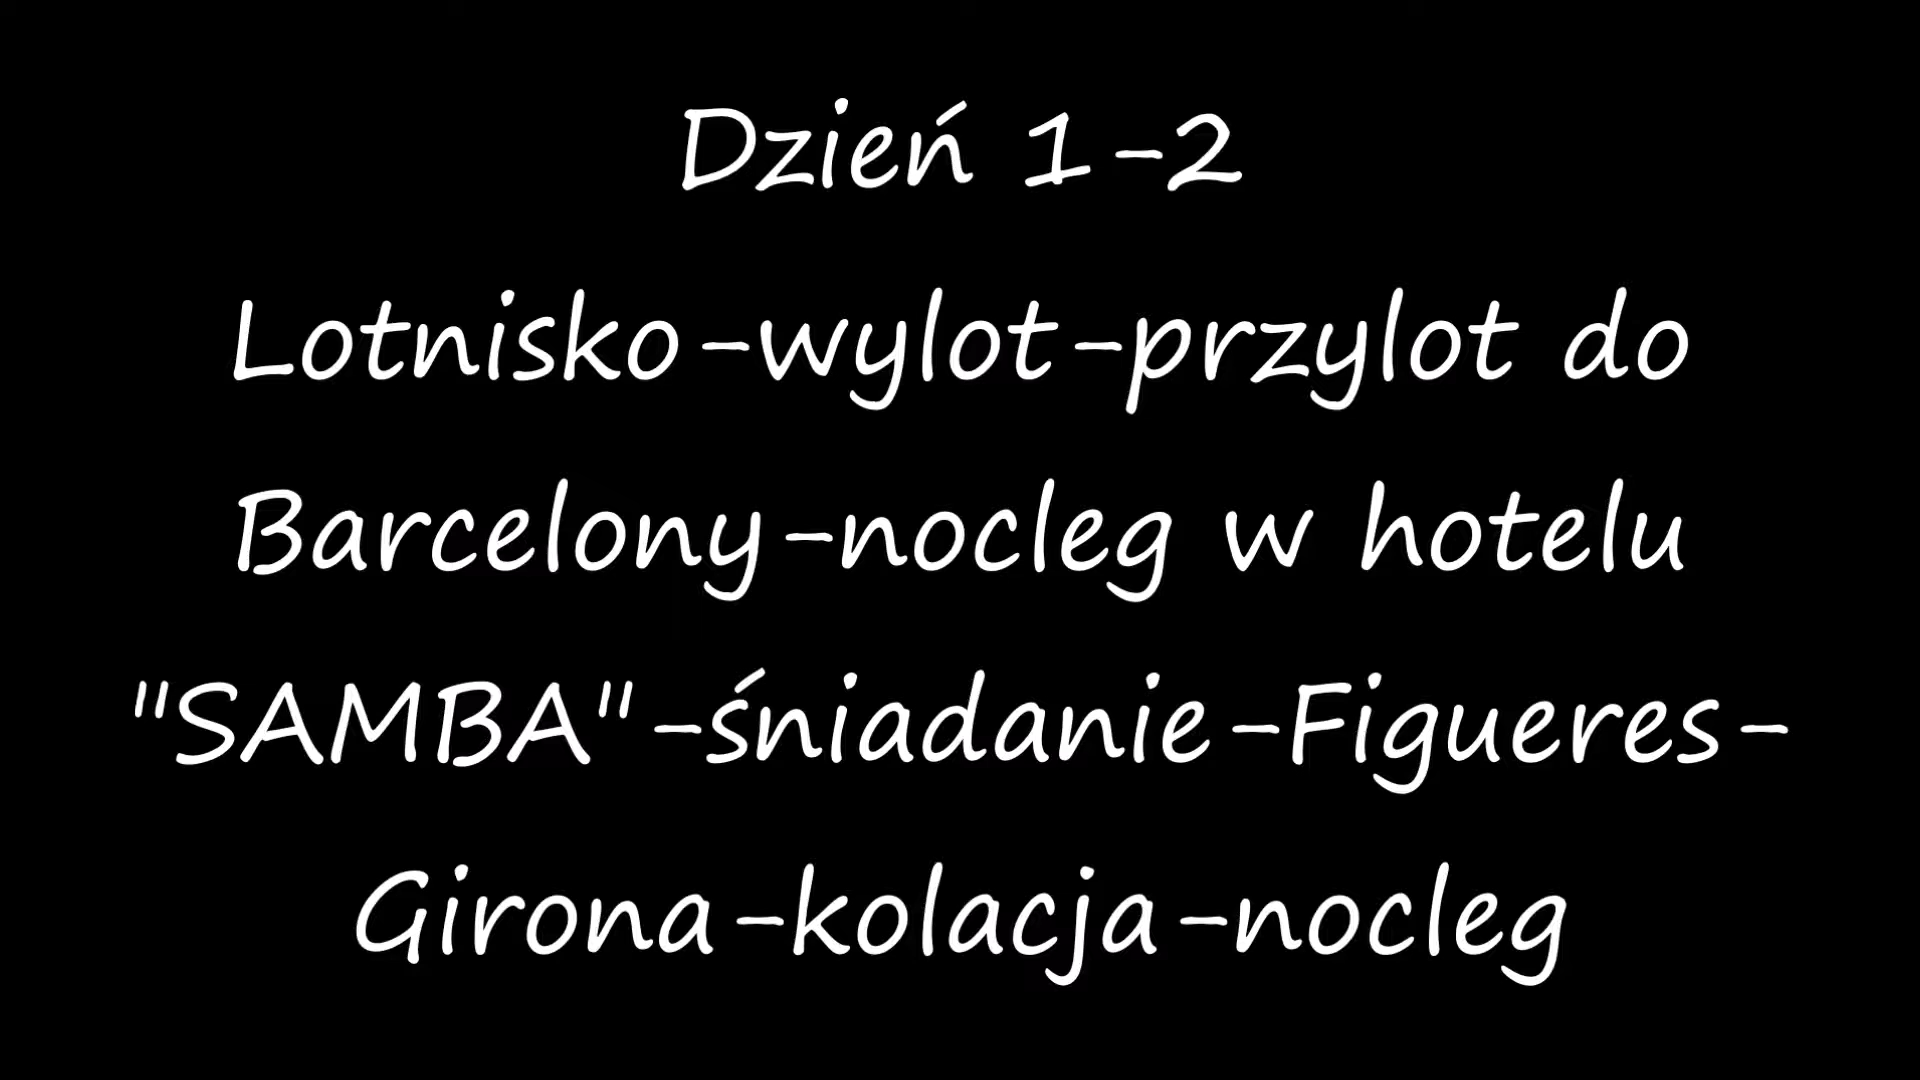 Dzień 1-2
Lotnisko-wylot-przylot do
Barcelony-nocleg w hotelu
"SAMBA"-śniadanie-Figueres-
Girona-kolacja-nocleg